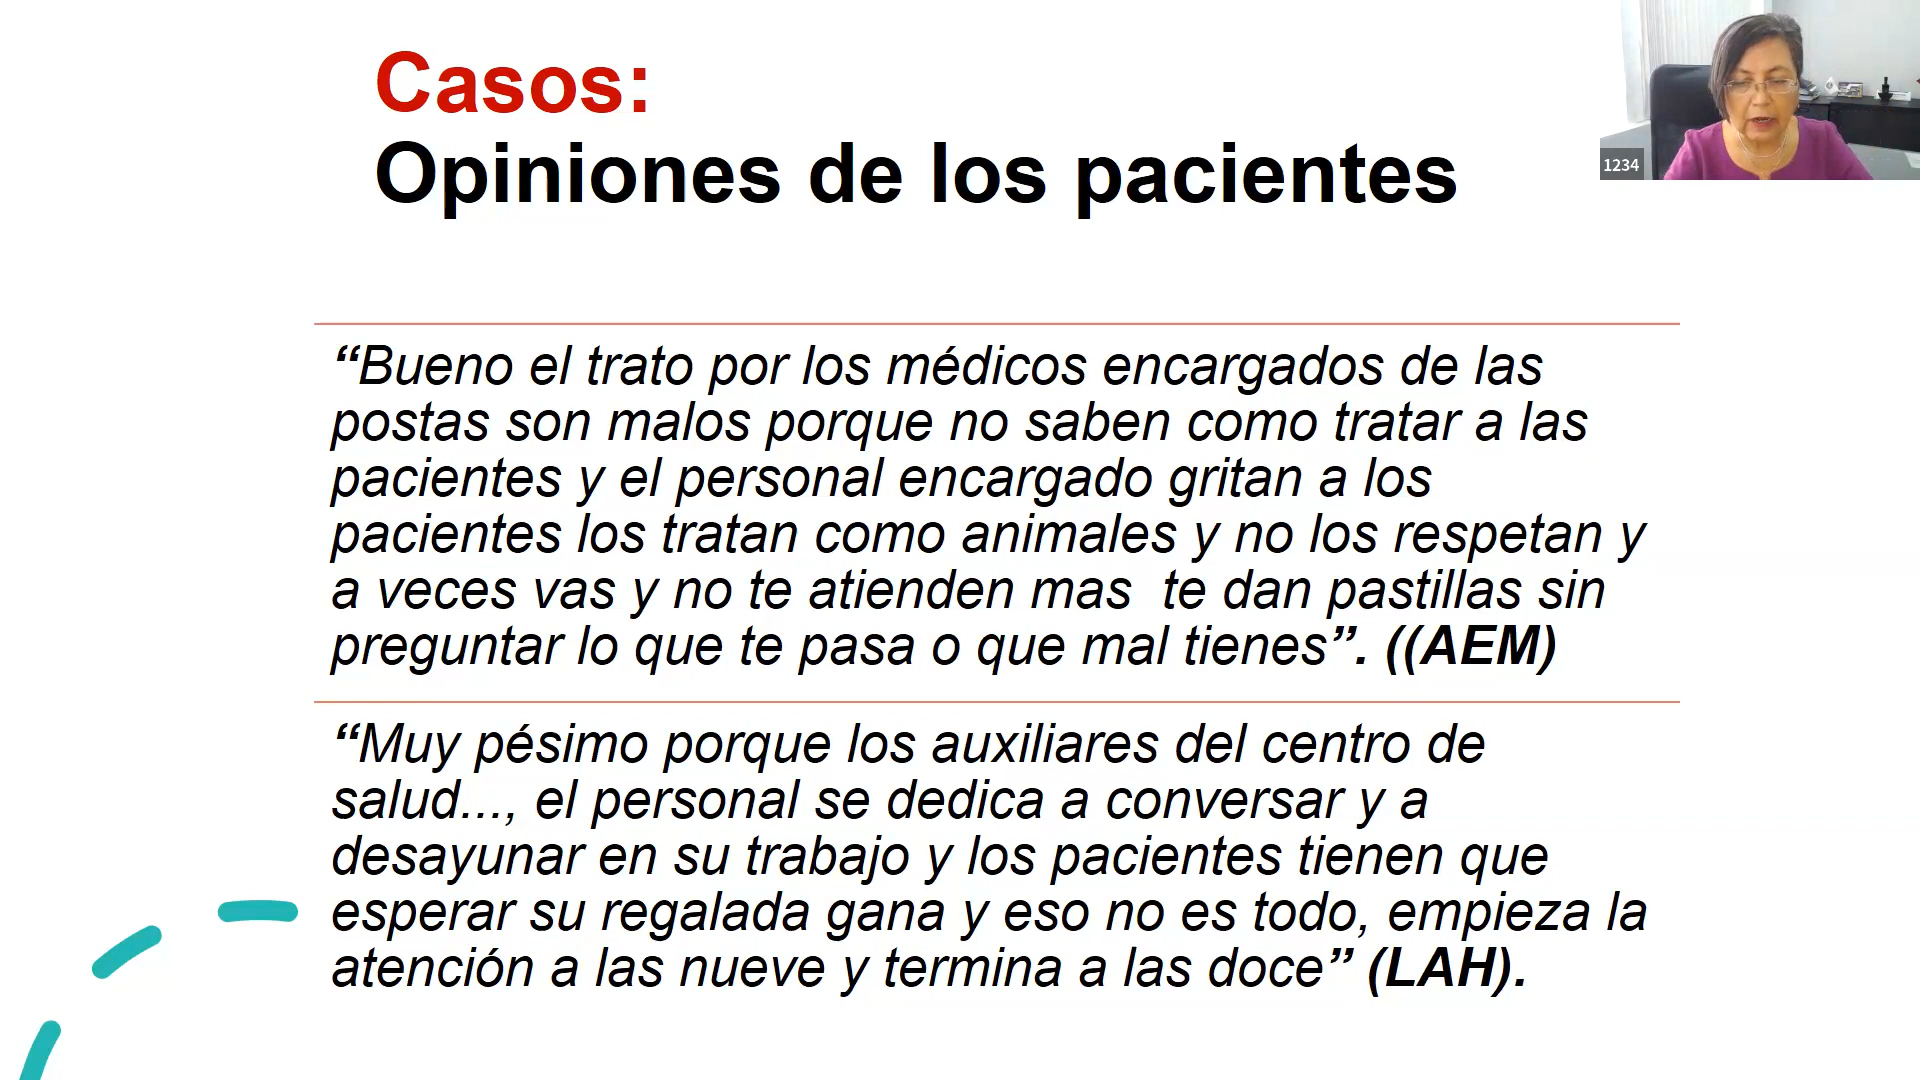 Casos:
Opiniones de los pacientes
1234
“Bueno el trato por los médicos encargados de las
postas son malos porque no saben como tratar a las
pacientes y el personal encargado gritan a los
pacientes los tratan como animales y no los respetan y
a veces vas y no te atienden mas  te dan pastillas sin
preguntar lo que te pasa o que mal tienes”. ((AEM)
“Muy pésimo porque los auxiliares del centro de
salud..., el personal se dedica a conversar y a
desayunar en su trabajo y los pacientes tienen que
esperar su regalada gana y eso no es todo, empieza la
atención a las nueve y termina a las doce” (LAH).